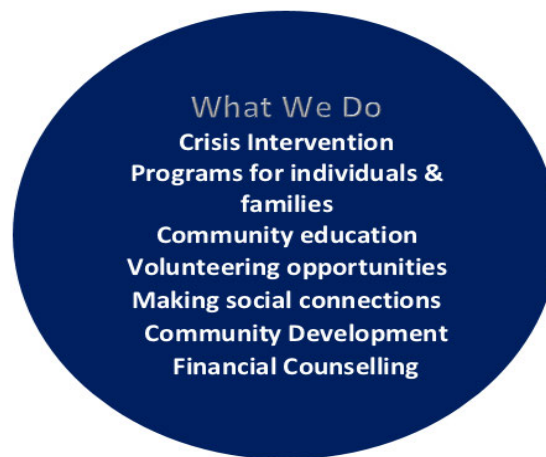 What We Do
Crisis Intervention
Programs for individuals &
families
Community education
Volunteering opportunities
Making social connections
Community Development
Financial Counselling